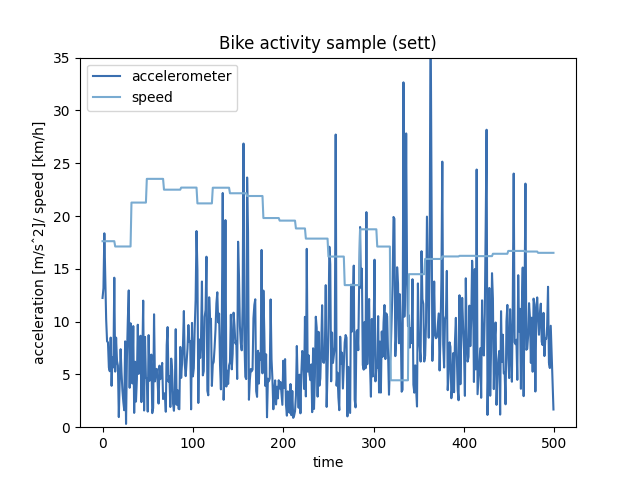 Bike activity sample (sett)
accelerometer
speed
acceleration [m/s^2]/ speed [km/h]
35
30
25
20
15
10
5
0
0 100 200 300 400 500
time